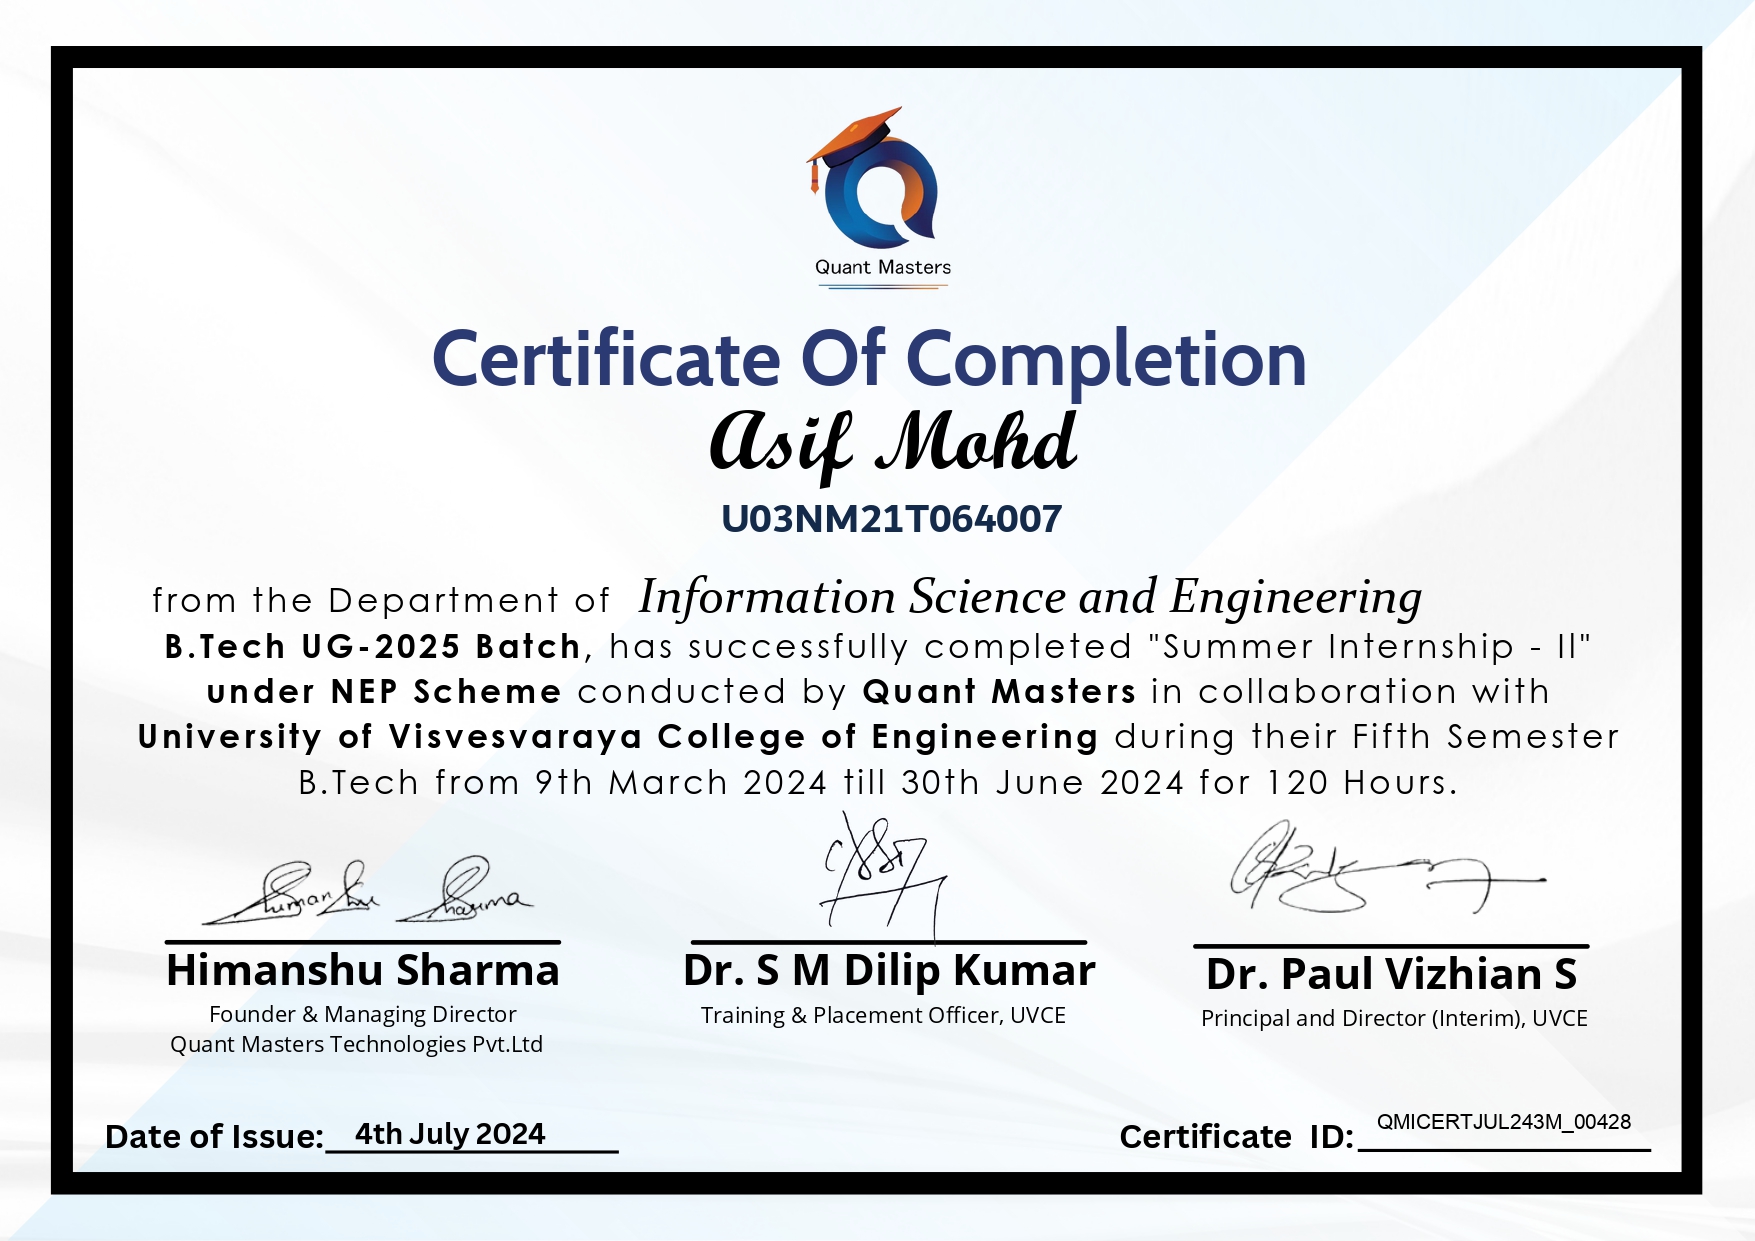 Quant Masters
Certificate Of Completion
Asif Mohd
U03NM21T064007
from the Department of Information Science and Engineering
B.Tech UG-2025 Batch, has successfully completed "Summer Internship - II"
under NEP Scheme conducted by Quant Masters in collaboration with
University of Visvesvaraya College of Engineering during their Fifth Semester
B.Tech from 9th March 2024 till 30th June 2024 for 120 Hours.
Himanshu Sharma
Himanshu Sharma
Founder & Managing Director
Quant Masters Technologies Pvt.Ltd
Dr. S M Dilip Kumar
Training & Placement Officer, UVCE
Dr. Paul Vizhian S
Principal and Director (Interim), UVCE
Date of Issue: 4th July 2024
Certificate ID: QMICERTJUL243M_00428